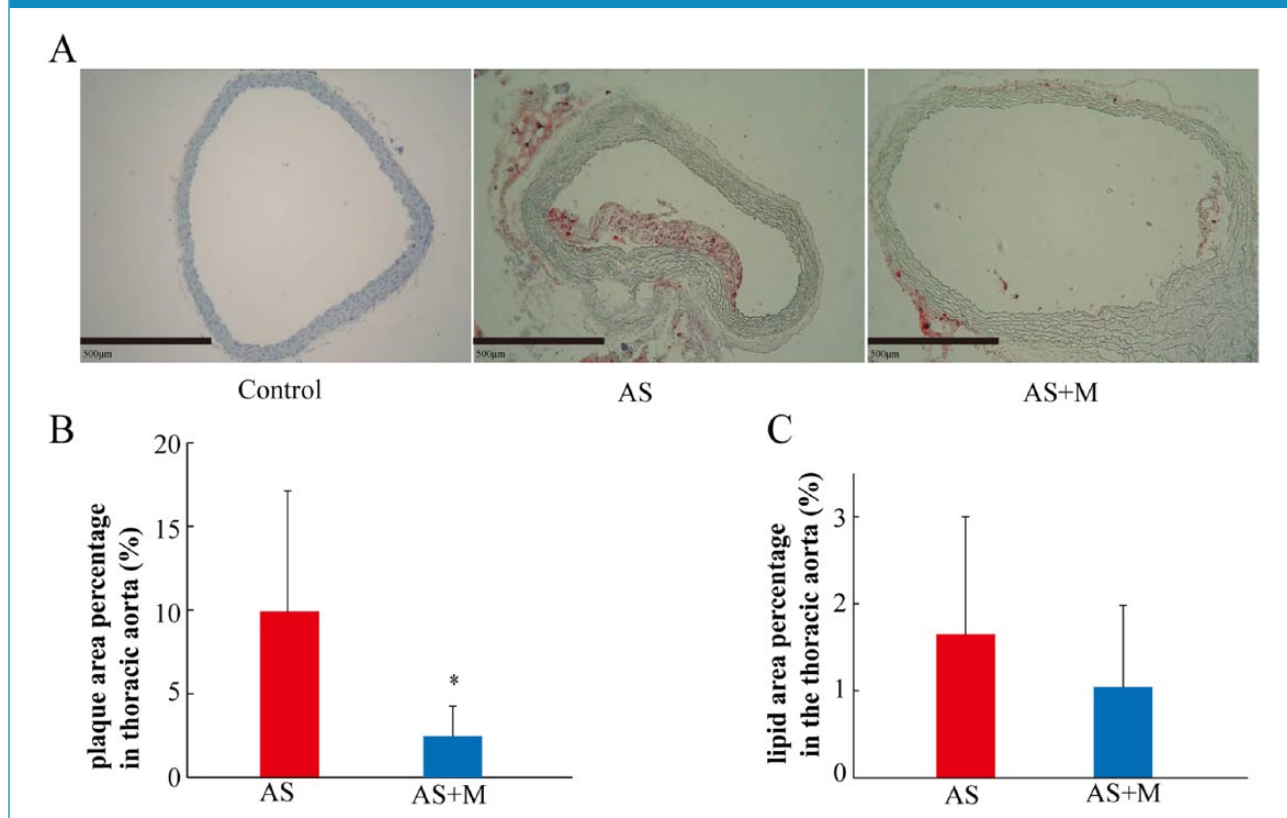 A
500μm
500μm
500μm
Control
AS
AS+M
B
plaque area percentage
in thoracic aorta (%)
20
15
10
5
0
*
AS
AS+M
C
lipid area percentage
in the thoracic aorta (%)
3
2
1
0
AS
AS+M